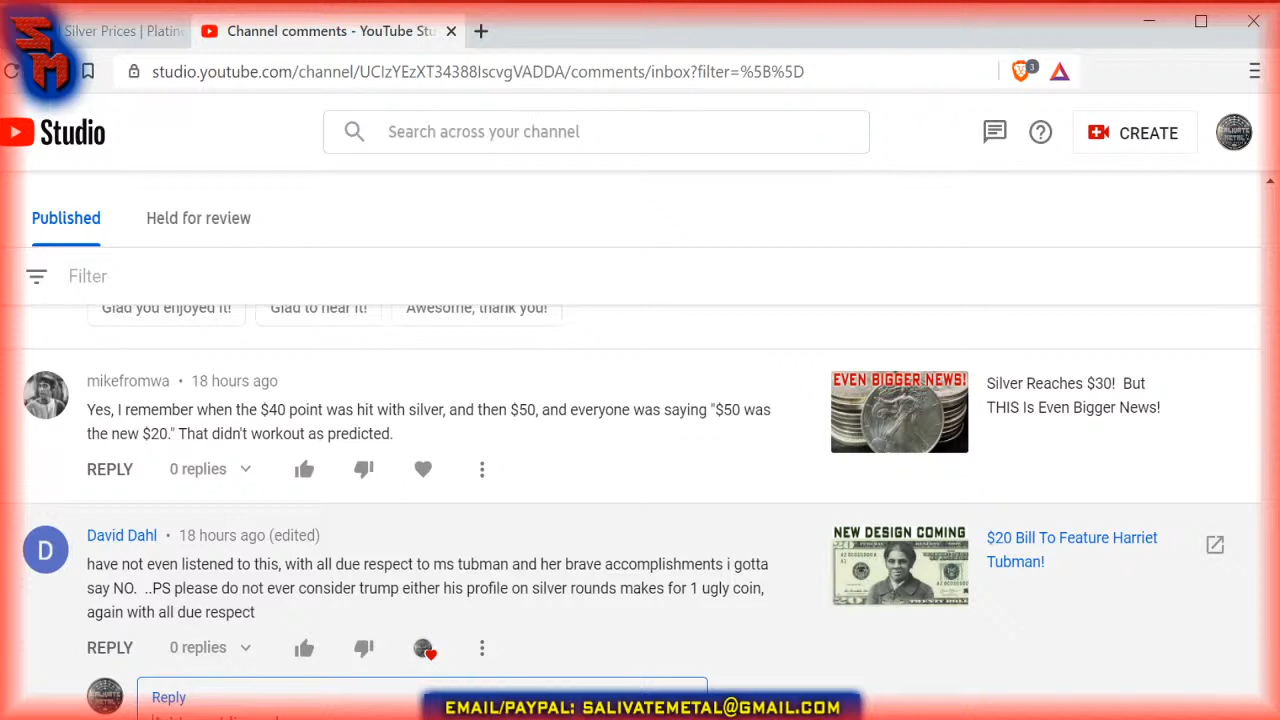 SM
Silver Prices | Platin
Channel comments - YouTube Stu
studio.youtube.com/channel/UCIzYEzXT34388IscvgVADDA/comments/inbox?filter=%5B%5D
3
Studio
Search across your channel
CREATE
Published
Held for review
Filter
Glad you enjoyed it!
Glad to hear it!
Awesome, thank you!
mikefromwa • 18 hours ago
Yes, I remember when the $40 point was hit with silver, and then $50, and everyone was saying "$50 was
the new $20." That didn't workout as predicted.
REPLY
0 replies
EVEN BIGGER NEWS!
Silver Reaches $30! But
THIS Is Even Bigger News!
D
David Dahl • 18 hours ago (edited)
have not even listened to this, with all due respect to ms tubman and her brave accomplishments i gotta
say NO. ..PS please do not ever consider trump either his profile on silver rounds makes for 1 ugly coin,
again with all due respect
REPLY
0 replies
NEW DESIGN COMING
$20 Bill To Feature Harriet
Tubman!
Reply
EMAIL/PAYPAL: SALIVATEMETAL@GMAIL.COM